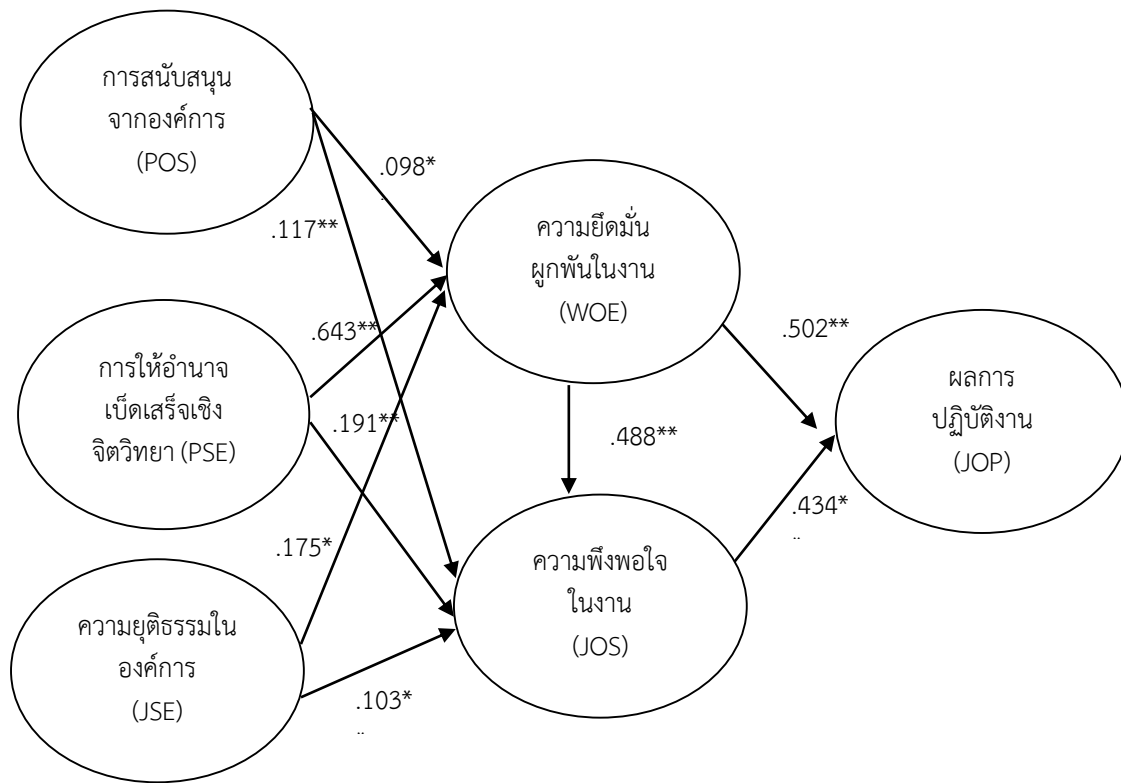 การสนับสนุน
จากองค์การ
(POS)
.098*
.117**
ความยึดมั่น
ผูกพันในงาน
(WOE)
.643**
.502**
การให้อำนาจ
เบ็ดเสร็จเชิง
จิตวิทยา (PSE)
.191**
.488**
ผลการ
ปฏิบัติงาน
(JOP)
.175*
.434*
ความพึงพอใจ
ในงาน
(JOS)
ความยุติธรรมใน
องค์การ
(JSE)
.103*